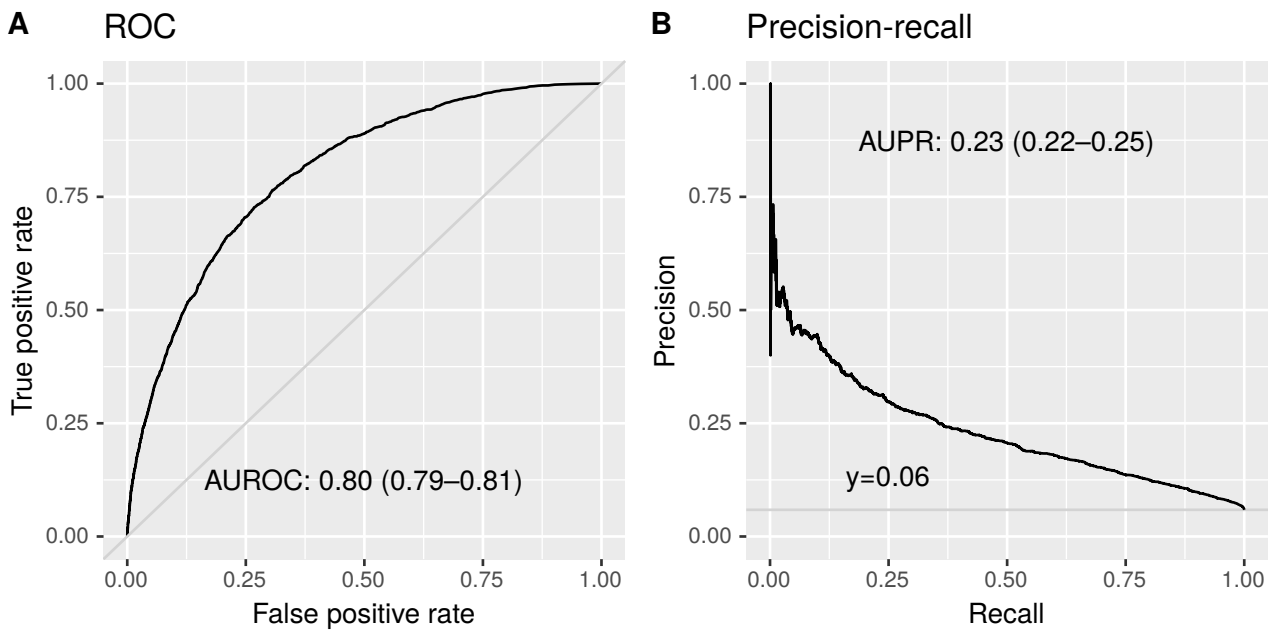 A ROC
1.00
0.75
0.50
0.25
0.00
True positive rate
AUROC: 0.80 (0.79–0.81)
0.00 0.25 0.50 0.75 1.00
False positive rate
B Precision-recall
1.00
0.75
0.50
0.25
0.00
Precision
AUPR: 0.23 (0.22–0.25)
y=0.06
0.00 0.25 0.50 0.75 1.00
Recall